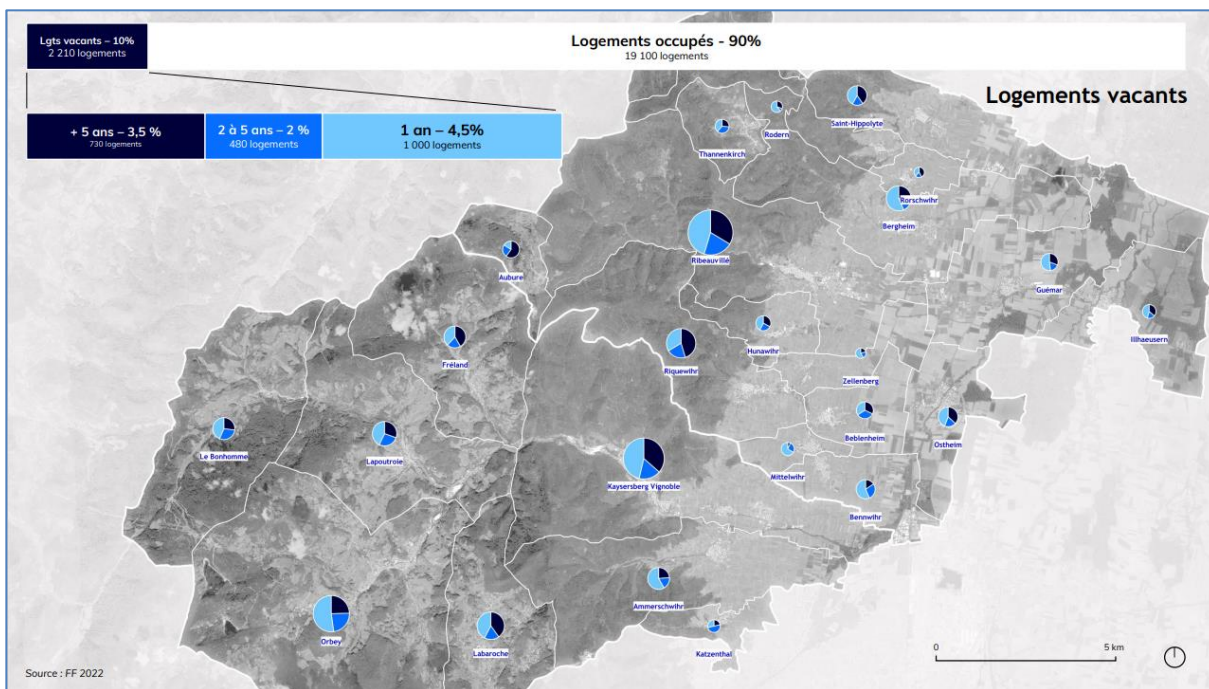 Lgts vacants – 10%
2 210 logements
Logements occupés - 90%
19 100 logements
Logements vacants
+ 5 ans – 3,5 %
730 logements
2 à 5 ans – 2 %
480 logements
1 an – 4,5%
1 000 logements
Saint-Hippolyte
Rodern
Thannenkirch
Rorschwihr
Bergheim
Ribeauvillé
Aubure
Guémar
Illhaeusern
Hunawihr
Fréland
Riquewihr
Zellenberg
Beblenheim
Ostheim
Le Bonhomme
Lapoutroie
Mittelwihr
Kaysersberg Vignoble
Bennwihr
Ammerschwihr
Orbey
Labaroche
Katzenthal
0
5 km
Source : FF 2022